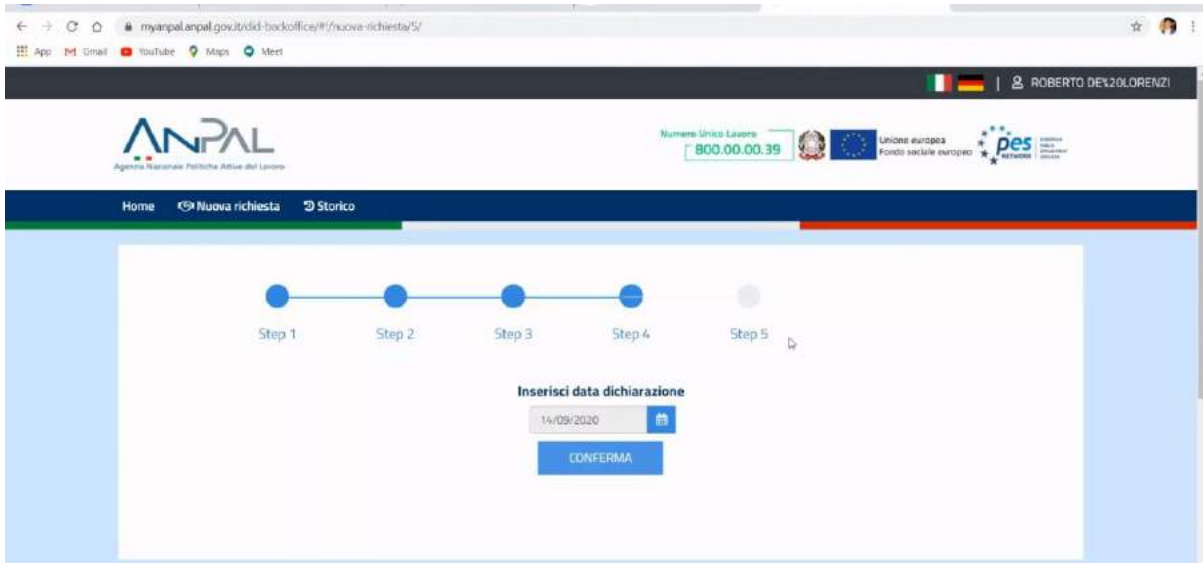 myanpal.anpal.gov.it/did-backoffice/#!/nuova-richiesta/5/
App Gmail YouTube Maps Meet
ROBERTO DE%20LORENZI
ANPAL
Agenzia Nazionale Politiche Attive del Lavoro
Numero Unico Lavoro
800.00.00.39
Unione europea
Fondo sociale europeo
pes
NETWORK
Home Nuova richiesta Storico
Step 1 Step 2 Step 3 Step 4 Step 5
Inserisci data dichiarazione
14/09/2020
CONFERMA